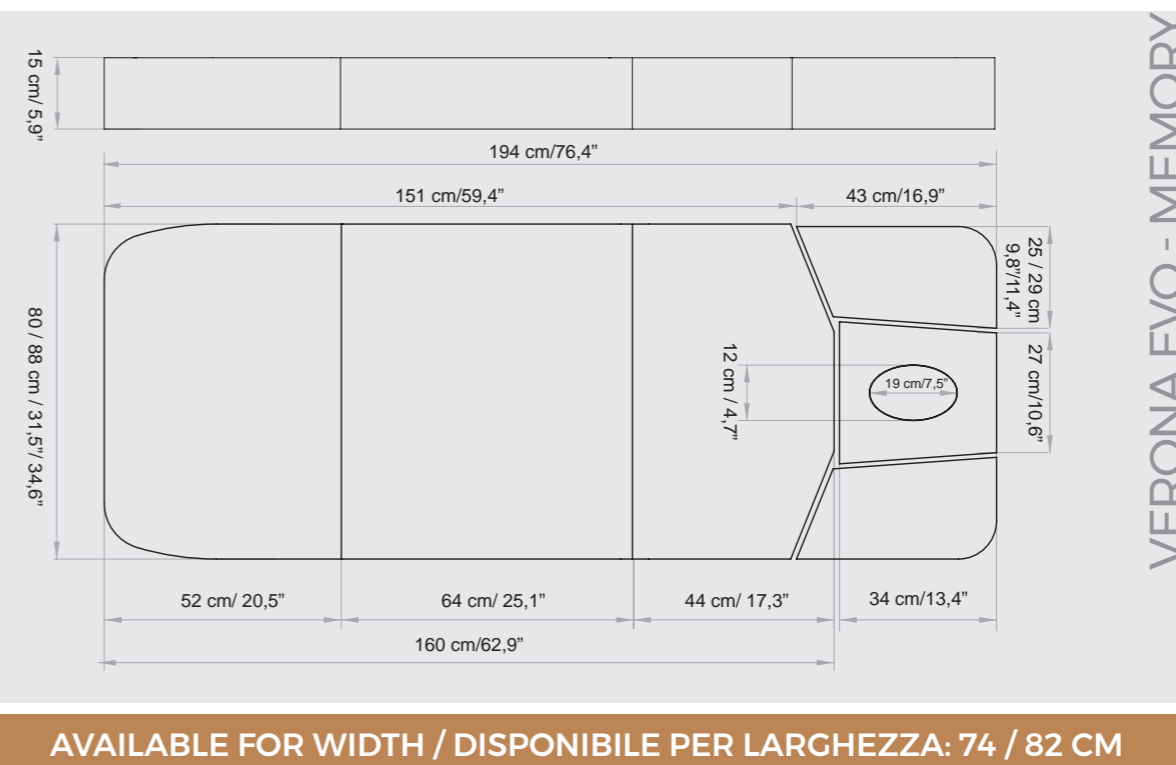 15 cm/ 5,9”
194 cm/76,4”
151 cm/59,4”
43 cm/16,9”
25 / 29 cm
9,8”/11,4”
80 / 88 cm / 31,5”/ 34,6”
12 cm / 4,7”
19 cm/7,5”
27 cm/10,6”
52 cm/ 20,5”
64 cm/ 25,1”
44 cm/ 17,3”
34 cm/13,4”
160 cm/62,9”
VERONA EVO - MEMORY
AVAILABLE FOR WIDTH / DISPONIBILE PER LARGHEZZA: 74 / 82 CM